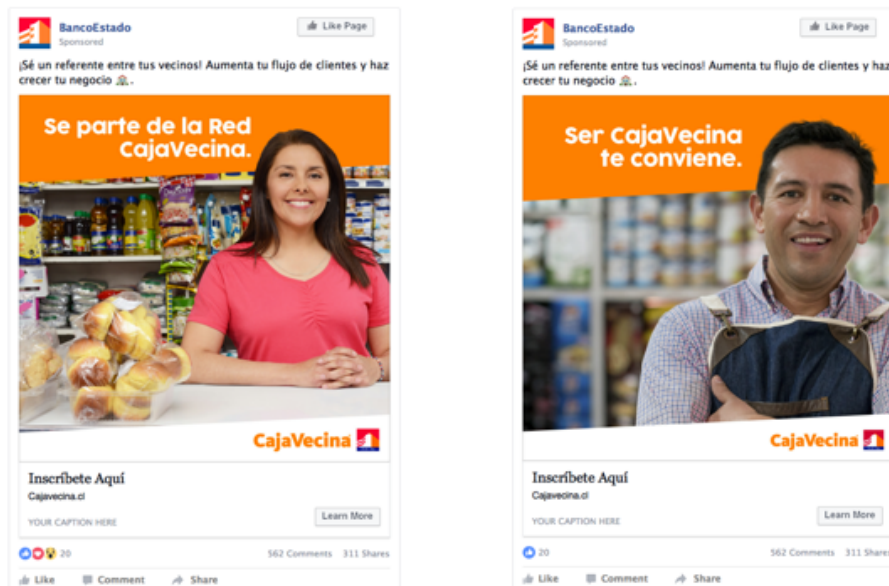 BancoEstado
Sponsored
Like Page
¡Sé un referente entre tus vecinos! Aumenta tu flujo de clientes y haz
crecer tu negocio
Se parte de la Red
CajaVecina.
CajaVecina
Inscríbete Aquí
Cajavecina.cl
YOUR CAPTION HERE
Learn More
20
562 Comments 311 Shares
Like Comment Share
BancoEstado
Sponsored
Like Page
¡Sé un referente entre tus vecinos! Aumenta tu flujo de clientes y haz
crecer tu negocio
Ser CajaVecina
te conviene.
CajaVecina
Inscríbete Aquí
Cajavecina.cl
YOUR CAPTION HERE
Learn More
20
562 Comments 311 Shares
Like Comment Share